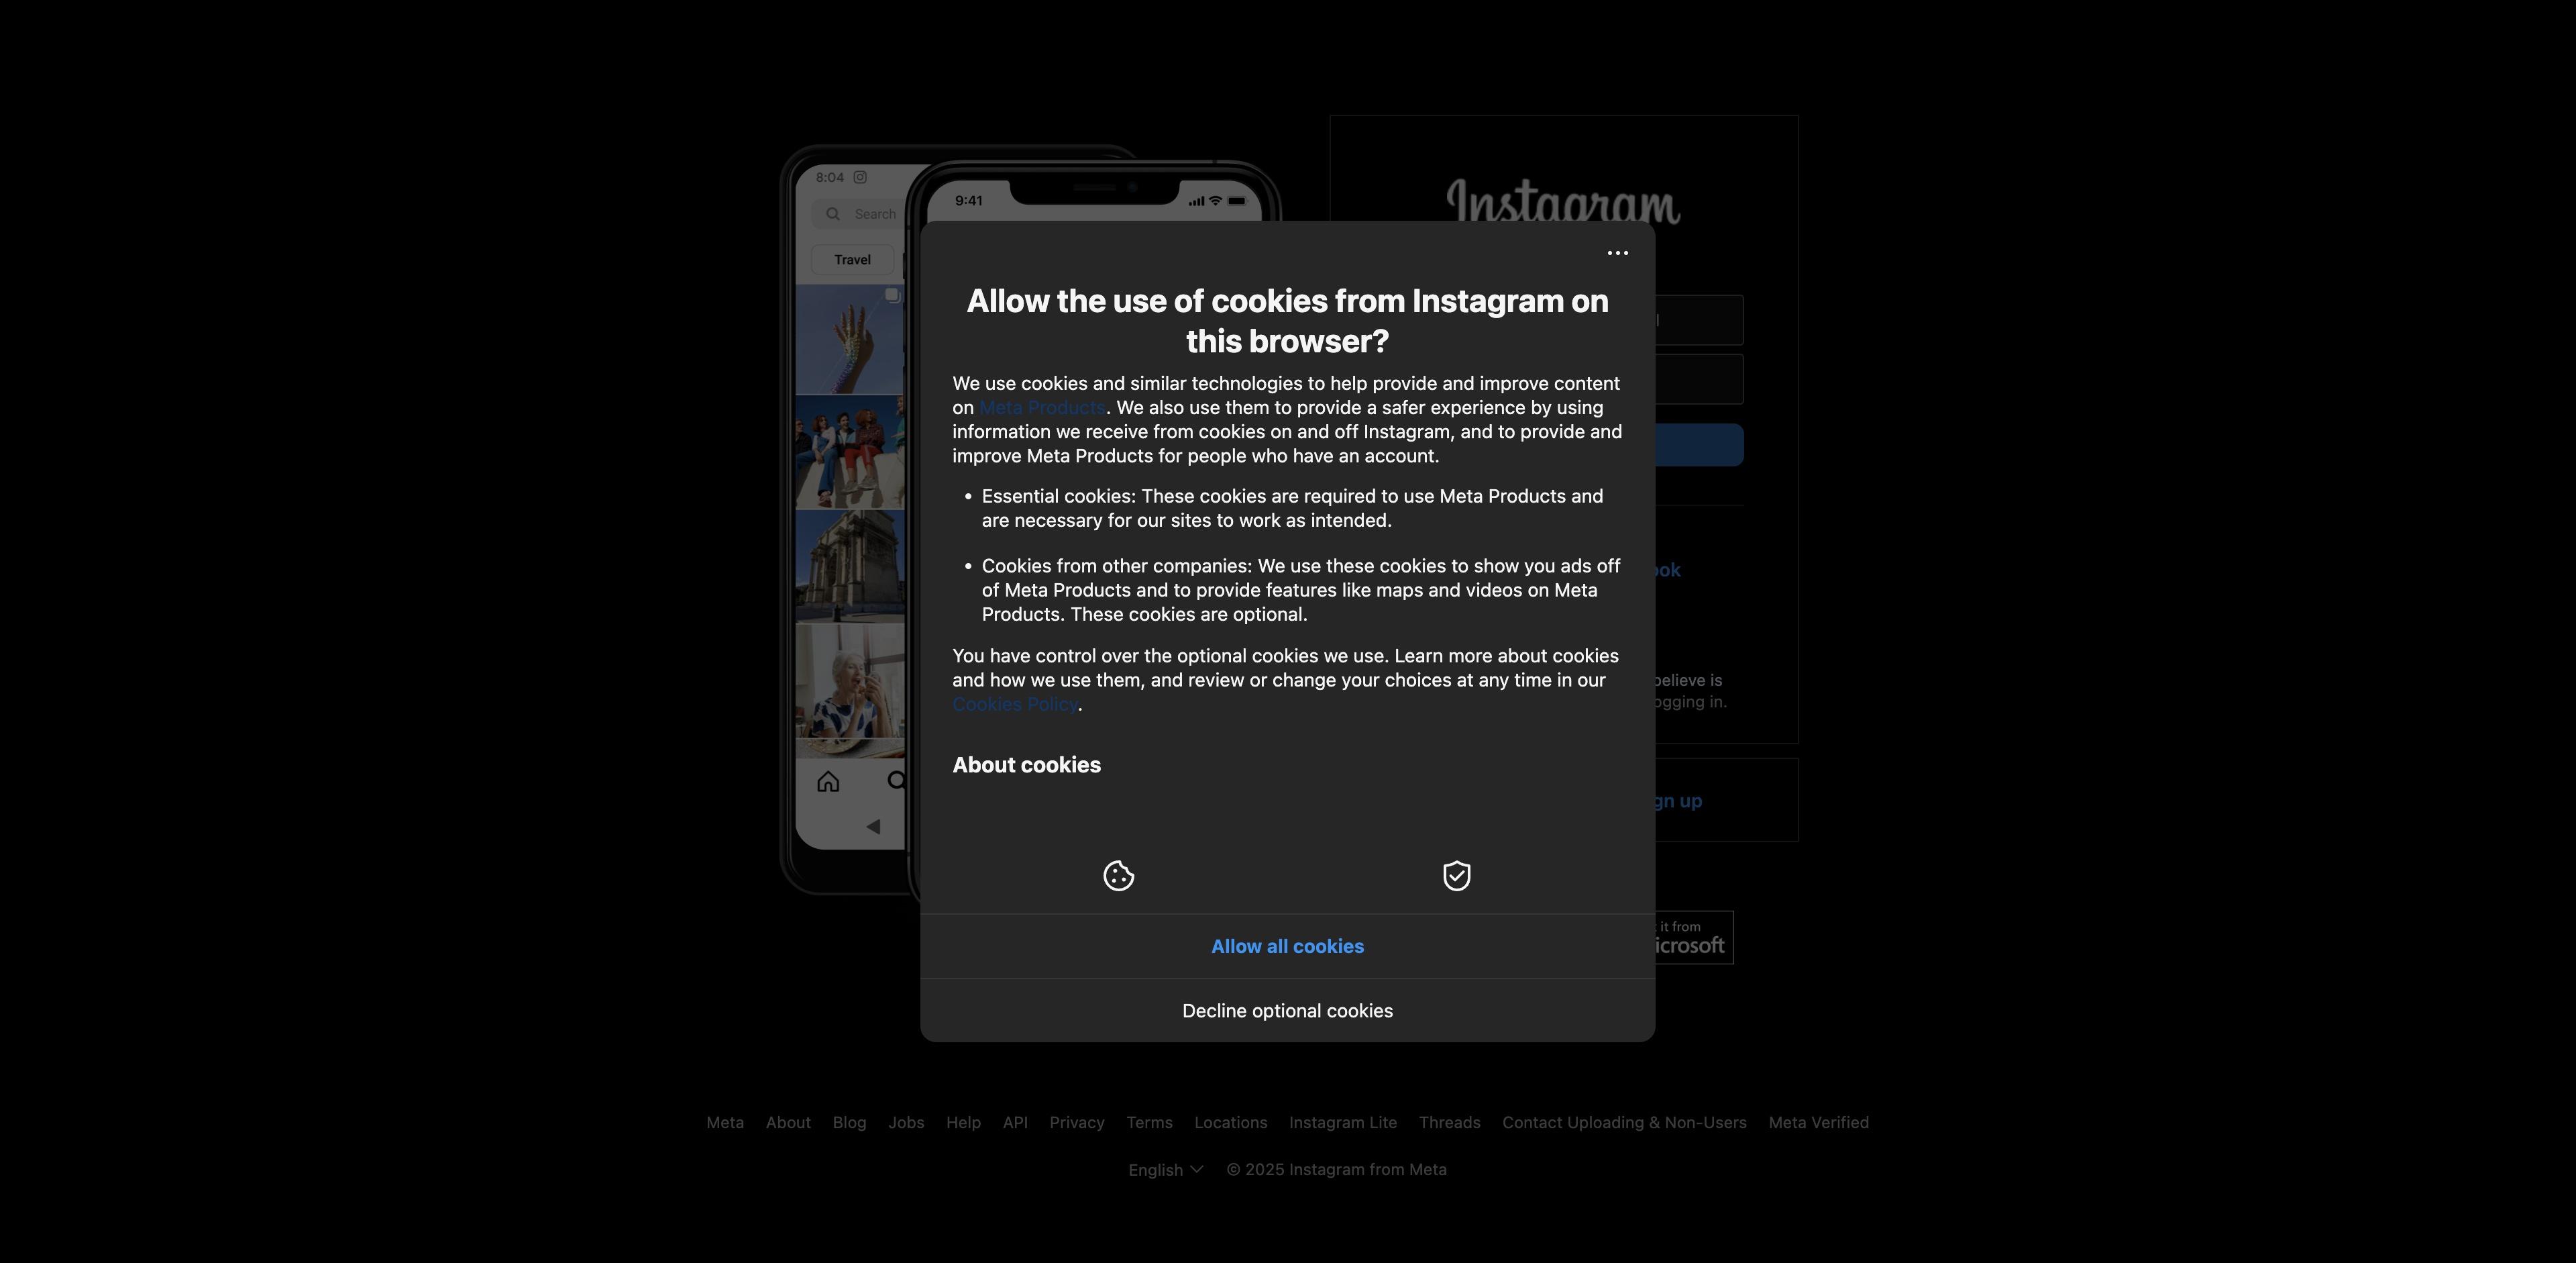 8:04
Search
Travel
9:41
Instagram
Allow the use of cookies from Instagram on
this browser?
We use cookies and similar technologies to help provide and improve content
on Meta Products. We also use them to provide a safer experience by using
information we receive from cookies on and off Instagram, and to provide and
improve Meta Products for people who have an account.
• Essential cookies: These cookies are required to use Meta Products and
are necessary for our sites to work as intended.
• Cookies from other companies: We use these cookies to show you ads off
of Meta Products and to provide features like maps and videos on Meta
Products. These cookies are optional.
You have control over the optional cookies we use. Learn more about cookies
and how we use them, and review or change your choices at any time in our
Cookies Policy.
About cookies
Allow all cookies
Decline optional cookies
ook
believe is
ogging in.
gn up
it from
icrosoft
Meta About Blog Jobs Help API Privacy Terms Locations Instagram Lite Threads Contact Uploading & Non-Users Meta Verified
English © 2025 Instagram from Meta